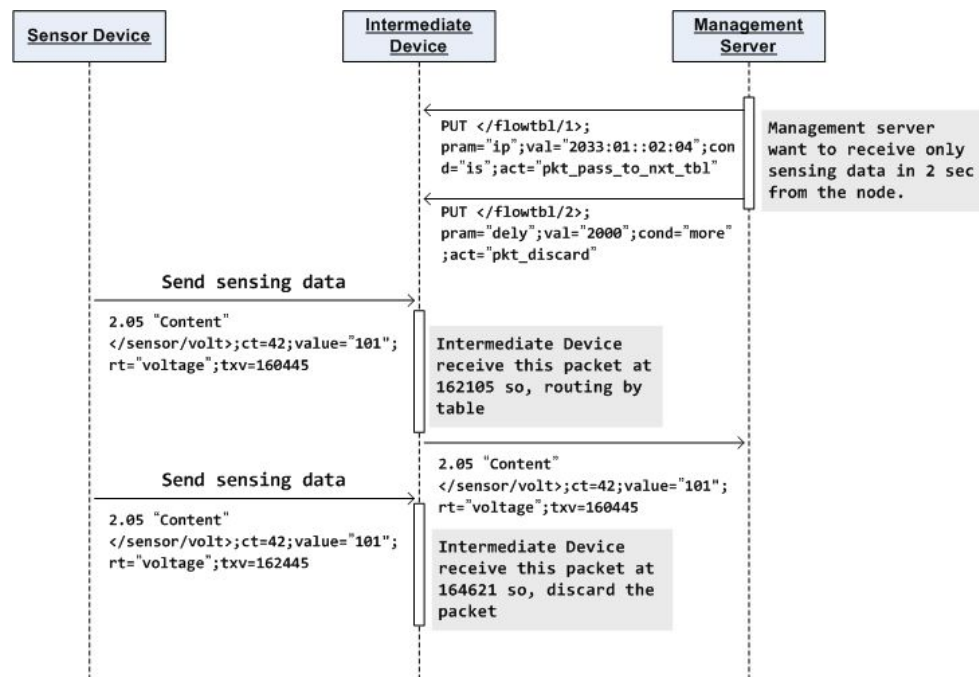 Sensor Device
Intermediate
Device
Management
Server
PUT </flowtbl/1>;
pram="ip";val="2033:01::02:04";con
d="is";act="pkt_pass_to_nxt_tbl"
Management server
want to receive only
sensing data in 2 sec
from the node.
PUT </flowtbl/2>;
pram="dely";val="2000";cond="more"
;act="pkt_discard"
Send sensing data
2.05 "Content"
</sensor/volt>;ct=42;value="101";
rt="voltage";txv=160445
Intermediate Device
receive this packet at
162105 so, routing by
table
2.05 "Content"
</sensor/volt>;ct=42;value="101";
rt="voltage";txv=160445
Send sensing data
2.05 "Content"
</sensor/volt>;ct=42;value="101";
rt="voltage";txv=162445
Intermediate Device
receive this packet at
164621 so, discard the
packet